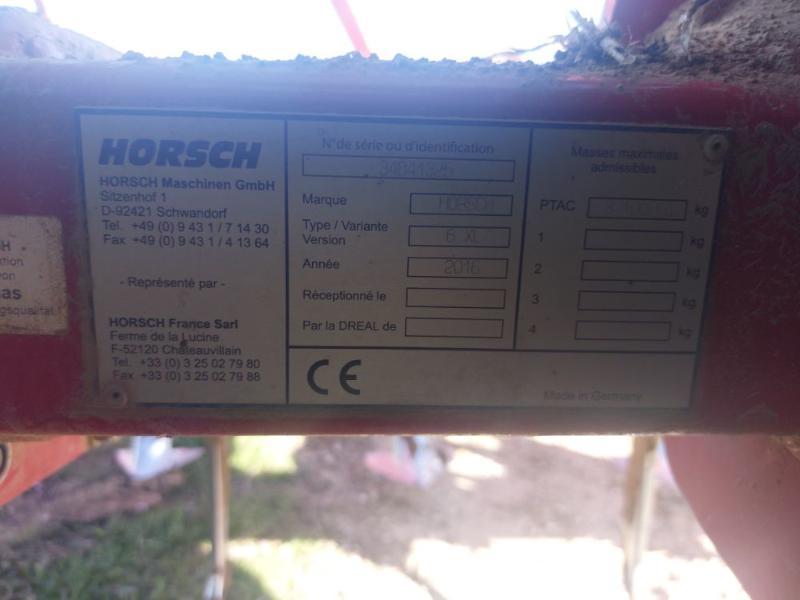 HORSCH
HORSCH Maschinen GmbH
Sitzenhof 1
D-92421 Schwandorf
Tel. +49 (0) 9 43 1 / 7 14 30
Fax +49 (0) 9 43 1 / 4 13 64
- Représenté par -
HORSCH France Sarl
Ferme de la Lucine
F-52120 Châteauvillain
Tel. +33 (0) 3 25 02 79 80
Fax +33 (0) 3 25 02 79 88
N°de série ou d'identification
Marque HORSCH
Type / Variante
Version 6 XL
Année 2016
Réceptionné le
Par la DREAL de
CE
Masses maximales
admissibles
PTAC kg
1 kg
2 kg
3 kg
4 kg
Made in Germany